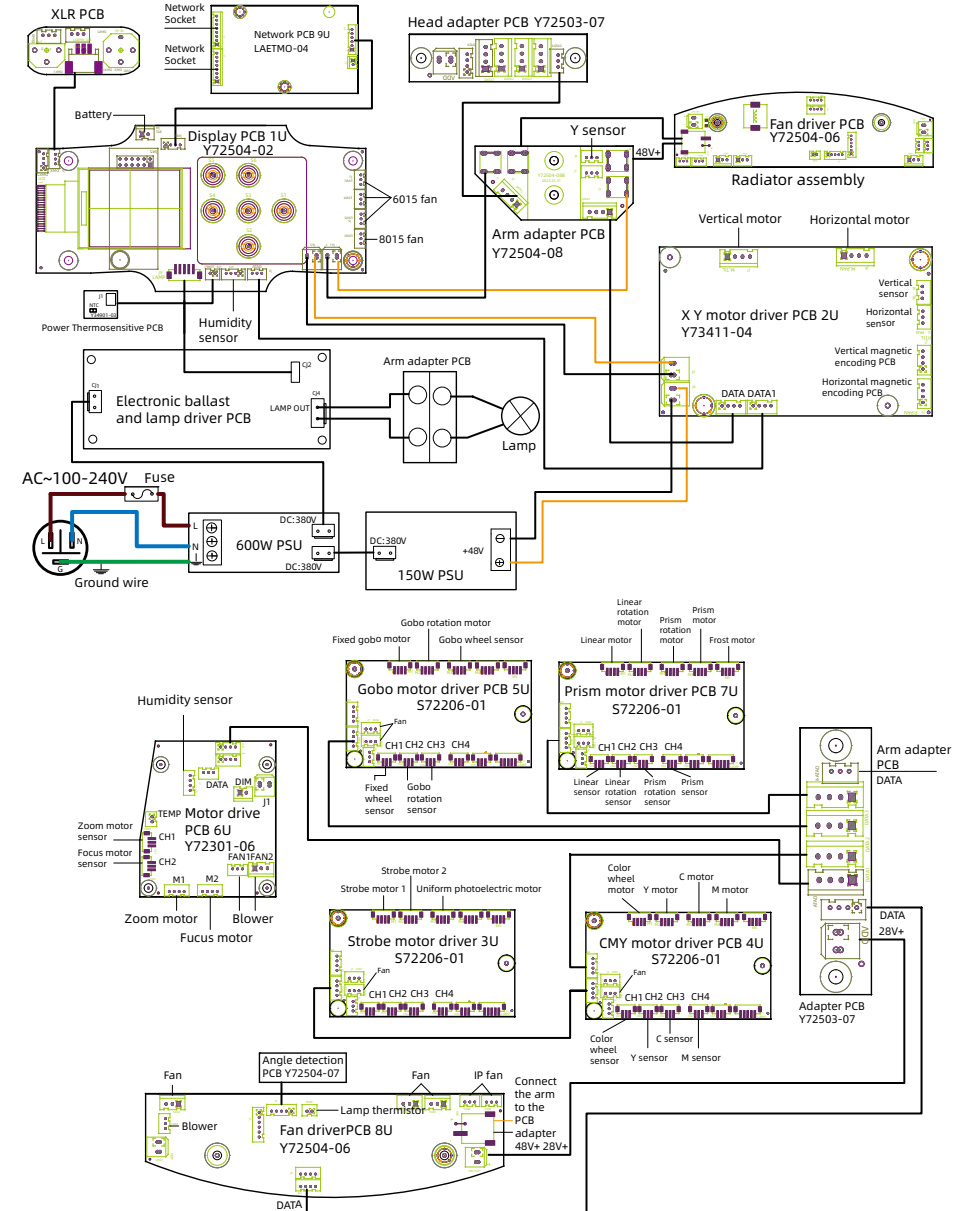 XLR PCB
Network
Socket
Network
Socket
Network PCB 9U
LAETMO-04
Head adapter PCB Y72503-07
Battery
Display PCB 1U
Y72504-02
6015 fan
8015 fan
Y sensor
48V+
Fan driver PCB
Y72504-06
Radiator assembly
Arm adapter PCB
Y72504-08
Vertical motor
Horizontal motor
X Y motor driver PCB 2U
Y73411-04
Vertical
sensor
Horizontal
sensor
Vertical magnetic
encoding PCB
Horizontal magnetic
encoding PCB
DATA DATA1
J1
NTC
Y34901-03
Power Thermosensitive PCB
Humidity
sensor
CJ2
CJ3
CJ4
Electronic ballast
and lamp driver PCB
LAMP OUT
Arm adapter PCB
Lamp
AC~100-240V
Fuse
L
N
G
Ground wire
L
N
600W PSU
DC:380V
DC:380V
DC:380V
+48V
150W PSU
Gobo rotation motor
Fixed gobo motor
Gobo wheel sensor
Gobo motor driver PCB 5U
S72206-01
Fan
CH1 CH2 CH3 CH4
Fixed
wheel
sensor
Gobo
rotation
sensor
Linear
rotation
motor
Prism
rotation
motor
Prism
motor
Linear motor
Frost motor
Prism motor driver PCB 7U
S72206-01
Fan
CH1 CH2 CH3 CH4
Linear
sensor
Linear
rotation
sensor
Prism
rotation
sensor
Prism
sensor
Humidity sensor
DATA
DIM
J1
TEMP
Motor drive
PCB 6U
Y72301-06
Zoom motor
sensor
CH1
Focus motor
sensor
CH2
FAN1 FAN2
M1
M2
Zoom motor
Blower
Fucus motor
Arm adapter
PCB
DATA
DATA
28V+
Adapter PCB
Y72503-07
Strobe motor 2
Strobe motor 1
Uniform photoelectric motor
Strobe motor driver 3U
S72206-01
Fan
CH1 CH2 CH3 CH4
Color
wheel
motor
Y motor
C motor
M motor
CMY motor driver PCB 4U
S72206-01
Fan
CH1 CH2 CH3 CH4
Color
wheel
sensor
Y sensor
C sensor
M sensor
Angle detection
PCB Y72504-07
Fan
Fan
IP fan
Blower
Lamp thermistor
Fan driverPCB 8U
Y72504-06
Connect
the arm
to the
PCB
adapter
48V+ 28V+
DATA